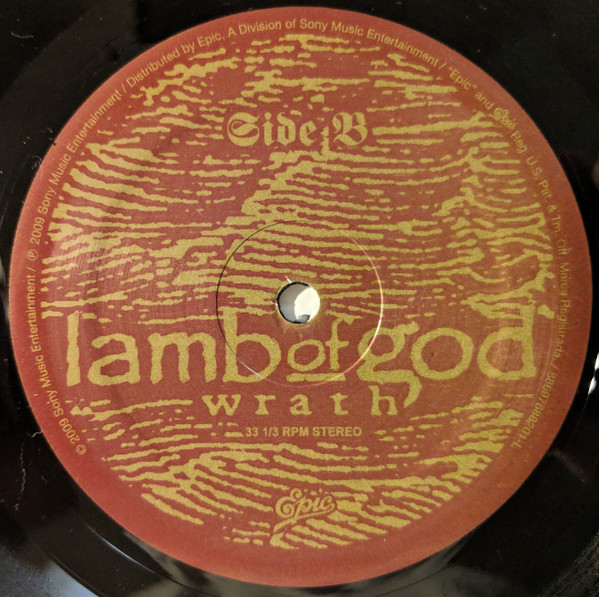 Side B
lamb of god
wrath
33 1/3 RPM STEREO
Epic
© 2009 Sony Music Entertainment / ℗ 2009 Sony Music Entertainment / Distributed by Epic, A Division of Sony Music Entertainment / "Epic" and Reg. U.S. Pat. & Tm. Off. Marca Registrada /